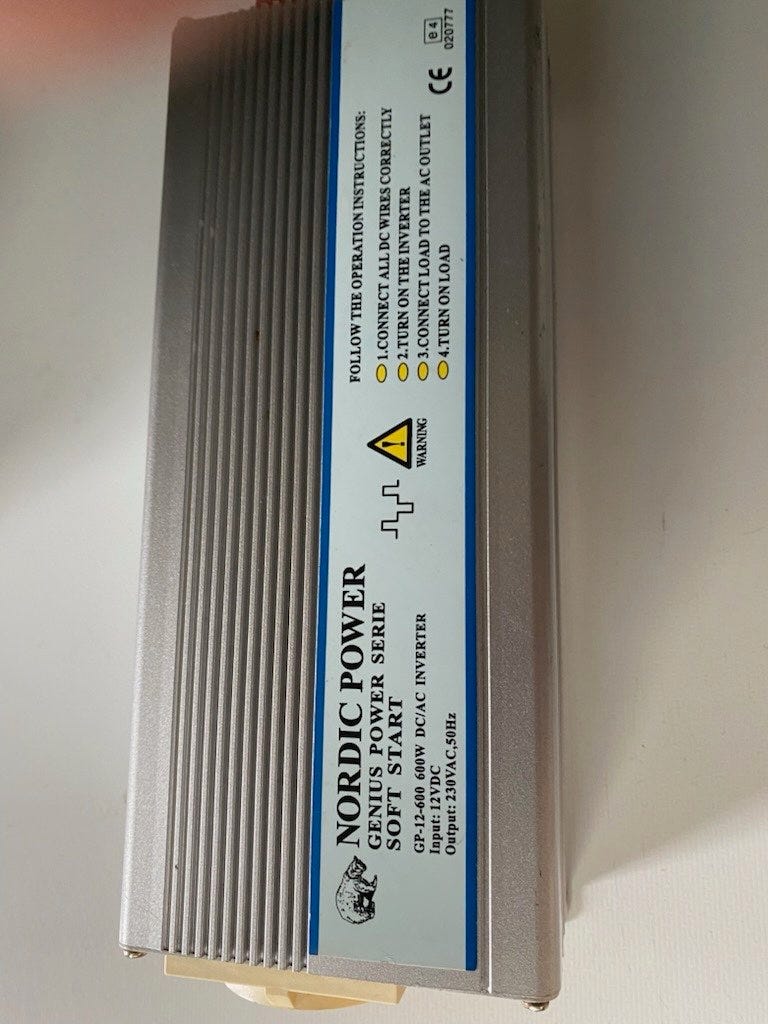 NORDIC POWER
GENIUS POWER SERIE
SOFT START
GP-12-600 600W DC/AC INVERTER
Input: 12VDC
Output: 230VAC,50Hz
WARNING
FOLLOW THE OPERATION INSTRUCTIONS:
1.CONNECT ALL DC WIRES CORRECTLY
2.TURN ON THE INVERTER
3.CONNECT LOAD TO THE AC OUTLET
4.TURN ON LOAD
CE
e4
020777